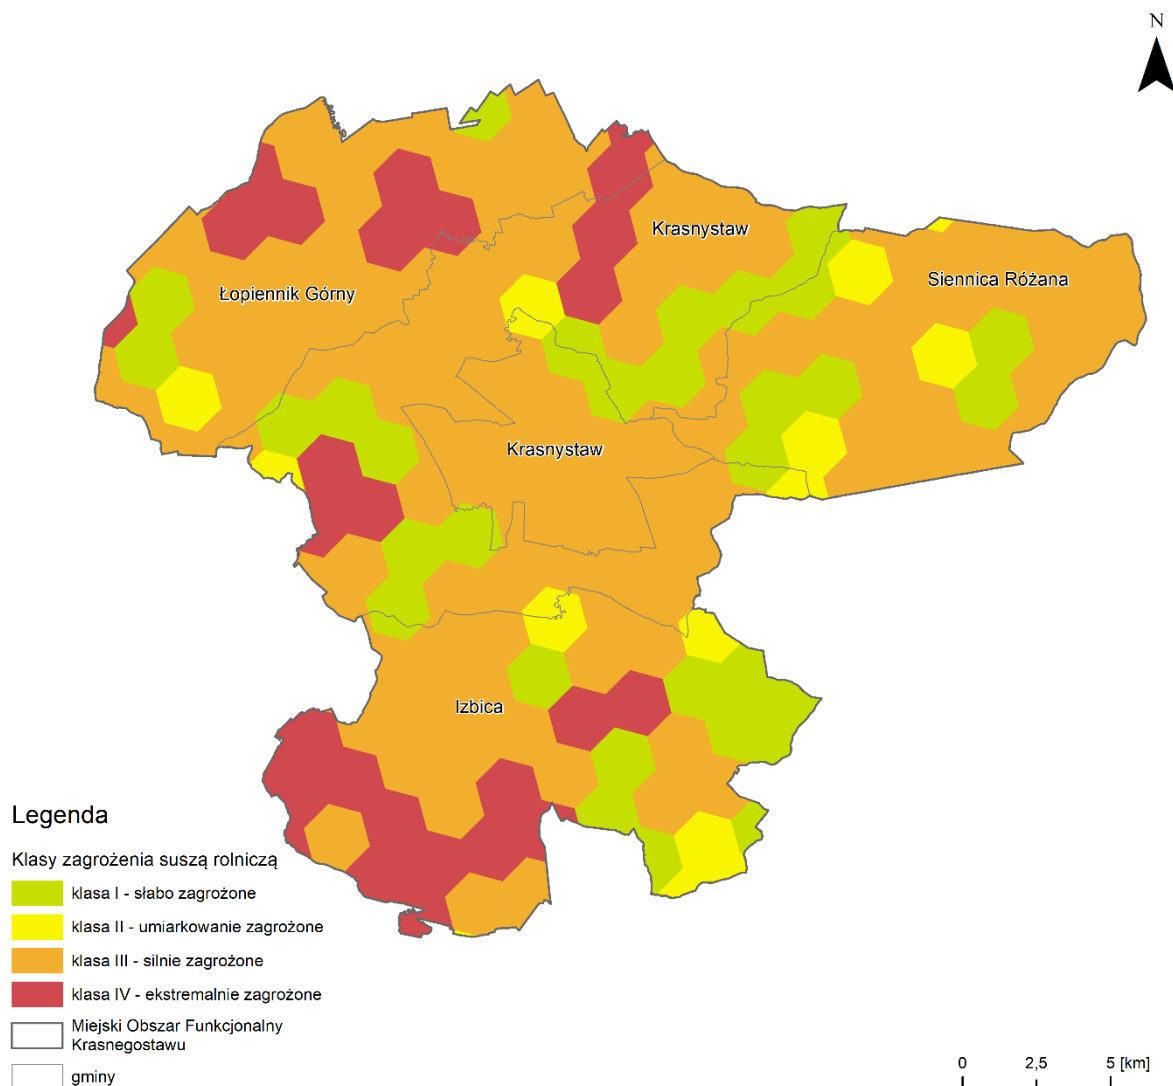 N
Krasnystaw
Siennica Różana
Łopiennik Górny
Krasnystaw
Izbica
Legenda
Klasy zagrożenia suszą rolniczą
klasa I - słabo zagrożone
klasa II - umiarkowanie zagrożone
klasa III - silnie zagrożone
klasa IV - ekstremalnie zagrożone
Miejski Obszar Funkcjonalny
Krasnegostawu
gminy
0 2,5 5 [km]